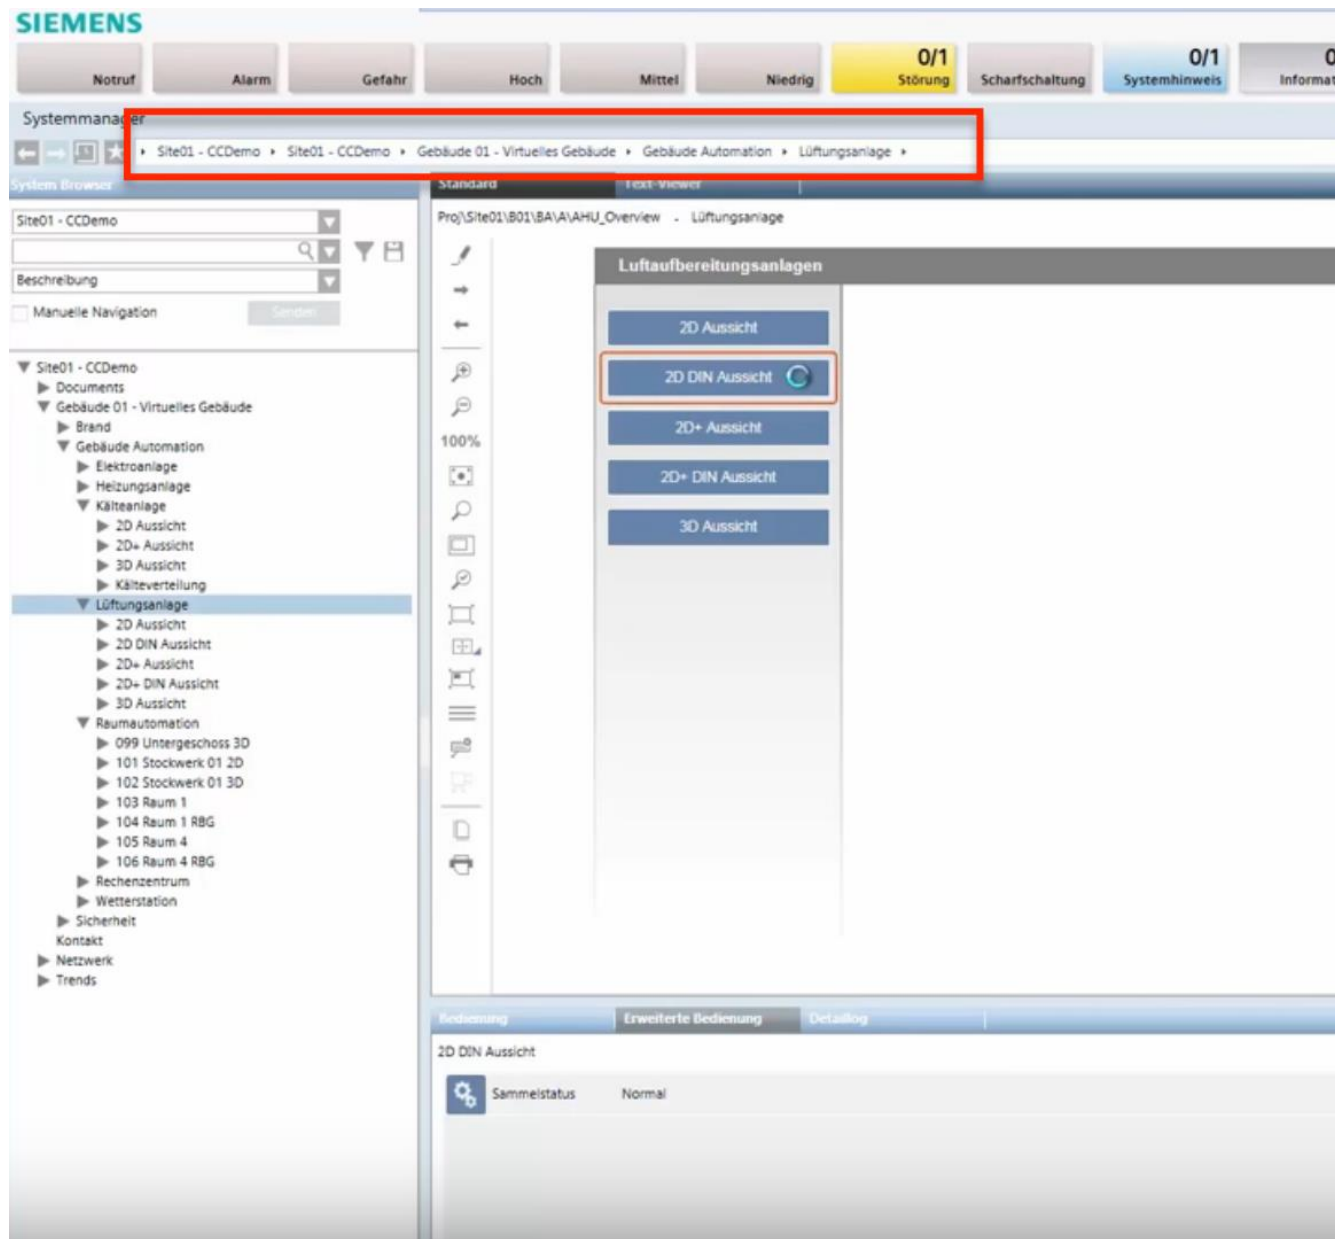 SIEMENS
Notruf
Alarm
Gefahr
Hoch
Mittel
Niedrig
0/1
Störung
Scharfschaltung
0/1
Systemhinweis
Systemmanager
Site01 - CCDemo
Site01 - CCDemo
Gebäude 01 - Virtuelles Gebäude
Gebäude Automation
Lüftungsanlage
System Browser
Site01 - CCDemo
Beschreibung
Manuelle Navigation
Senden
Site01 - CCDemo
Documents
Gebäude 01 - Virtuelles Gebäude
Brand
Gebäude Automation
Elektroanlage
Heizungsanlage
Kälteanlage
2D Aussicht
2D+ Aussicht
3D Aussicht
Kälteverteilung
Lüftungsanlage
2D Aussicht
2D DIN Aussicht
2D+ Aussicht
2D+ DIN Aussicht
3D Aussicht
Raumautomation
099 Untergeschoss 3D
101 Stockwerk 01 2D
102 Stockwerk 01 3D
103 Raum 1
104 Raum 1 RBG
105 Raum 4
106 Raum 4 RBG
Rechenzentrum
Wetterstation
Sicherheit
Kontakt
Netzwerk
Trends
Standard
Text-Viewer
Proj\Site01\B01\BA\A\AHU_Overview - Lüftungsanlage
100%
Luftaufbereitungsanlagen
2D Aussicht
2D DIN Aussicht
2D+ Aussicht
2D+ DIN Aussicht
3D Aussicht
Bedienung
Erweiterte Bedienung
Detaillog
2D DIN Aussicht
Sammelstatus
Normal